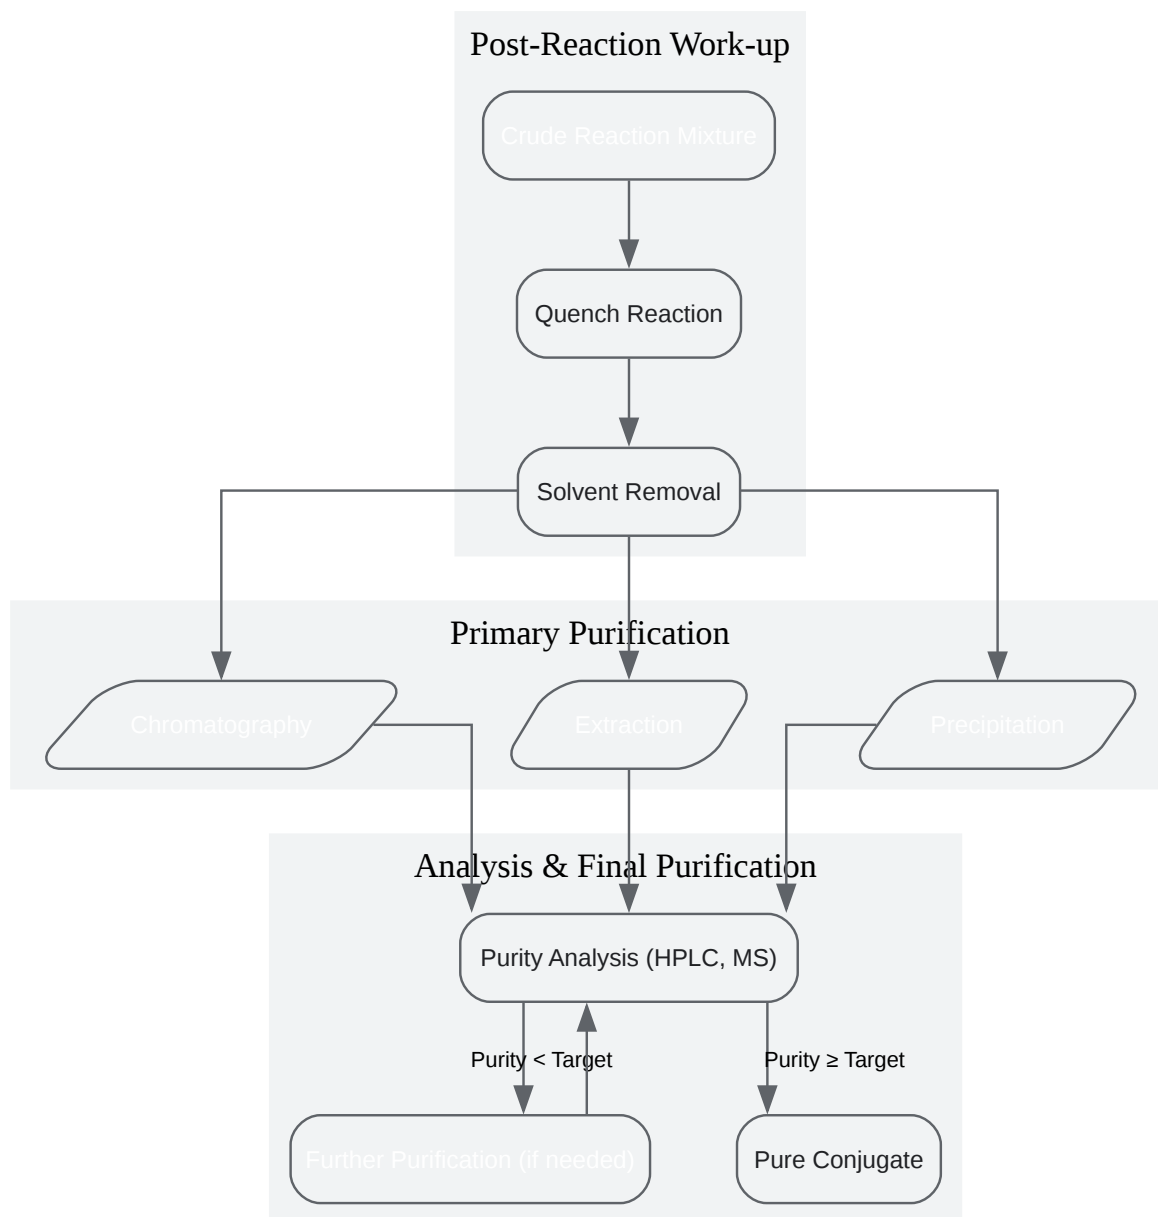 Post-Reaction Work-up
Crude Reaction Mixture
Quench Reaction
Solvent Removal
Primary Purification
Chromatography
Extraction
Precipitation
Analysis & Final Purification
Purity Analysis (HPLC, MS)
Purity < Target
Purity ≥ Target
Further Purification (if needed)
Pure Conjugate